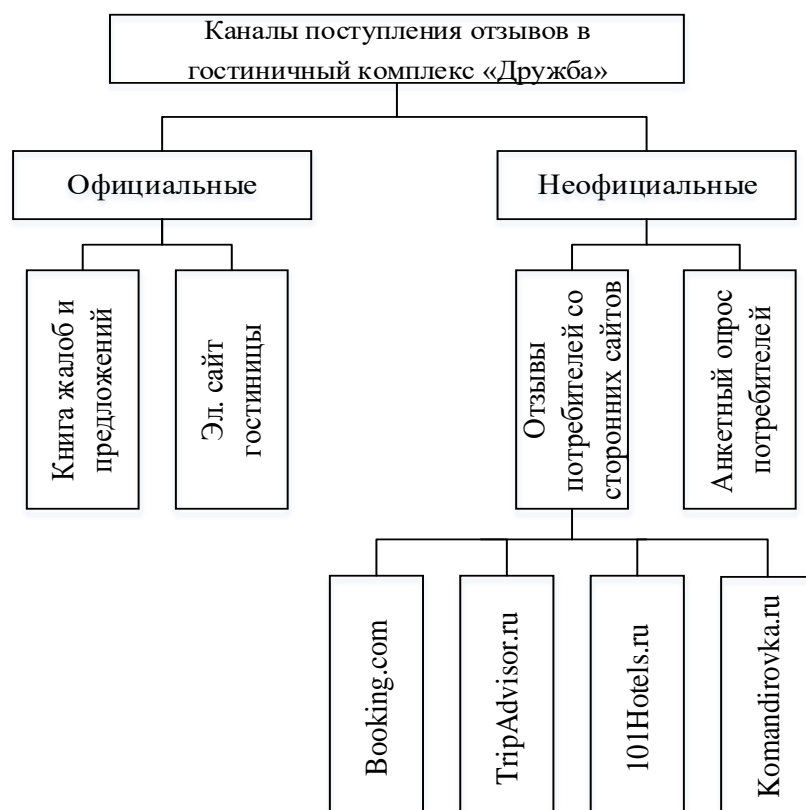 Каналы поступления отзывов в
гостиничный комплекс «Дружба»
Официальные
Неофициальные
Книга жалоб и
предложений
Эл. сайт
гостиницы
Отзывы
потребителей со
сторонних сайтов
Анкетный опрос
потребителей
Booking.com
TripAdvisor.ru
101Hotels.ru
Komandirovka.ru